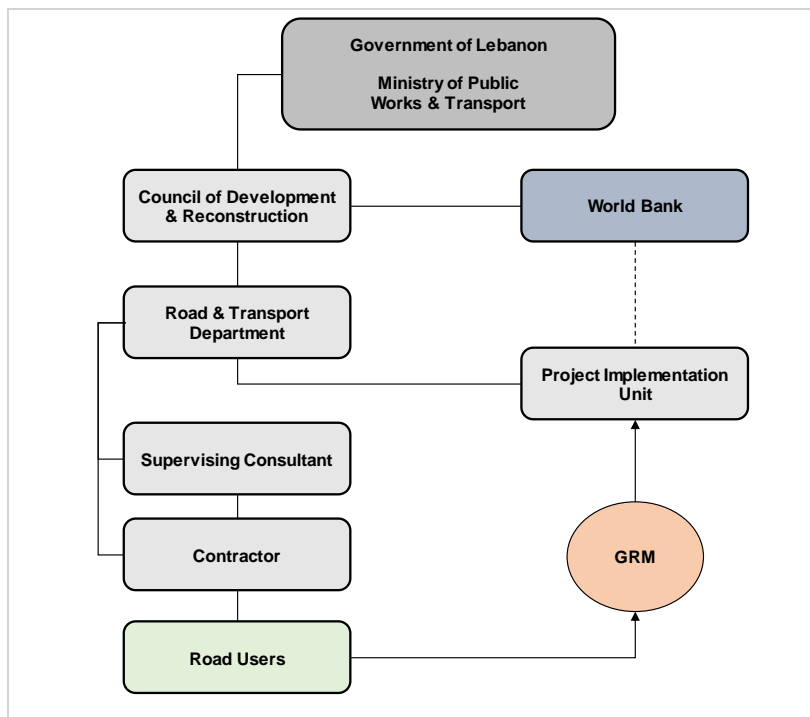 Government of Lebanon
Ministry of Public
Works & Transport
Council of Development
& Reconstruction
World Bank
Road & Transport
Department
Project Implementation
Unit
Supervising Consultant
Contractor
GRM
Road Users